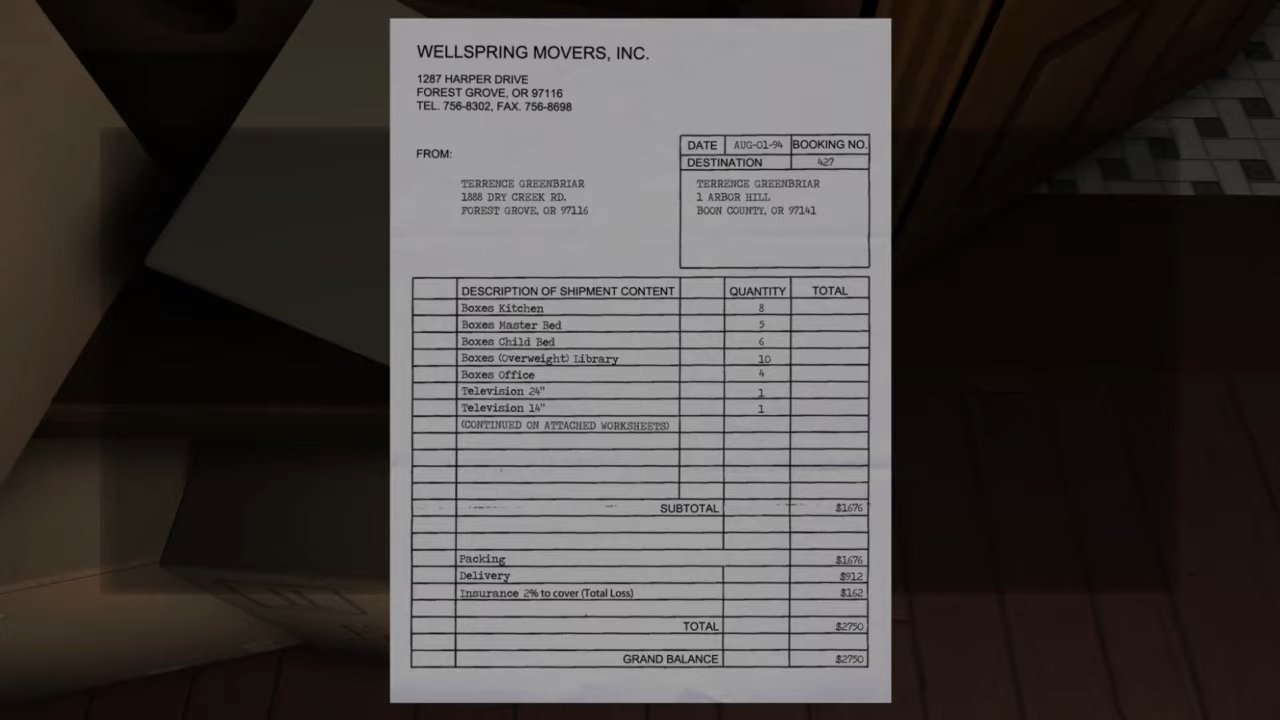 WELLSPRING MOVERS, INC.
1287 HARPER DRIVE
FOREST GROVE, OR 97116
TEL. 756-8302, FAX. 756-8698
FROM:
TERRENCE GREENBRIAR
1888 DRY CREEK RD.
FOREST GROVE, OR 97116
DATE AUG-01-94 BOOKING NO.
DESTINATION 427
TERRENCE GREENBRIAR
1 ARBOR HILL
BOON COUNTY, OR 97141
DESCRIPTION OF SHIPMENT CONTENT QUANTITY TOTAL
Boxes Kitchen 8
Boxes Master Bed 5
Boxes Child Bed 6
Boxes (Overweight) Library 10
Boxes Office 4
Television 24" 1
Television 14" 1
(CONTINUED ON ATTACHED WORKSHEETS)
SUBTOTAL $1676
Packing $1676
Delivery $912
Insurance 2% to cover (Total Loss) $162
TOTAL $2750
GRAND BALANCE $2750